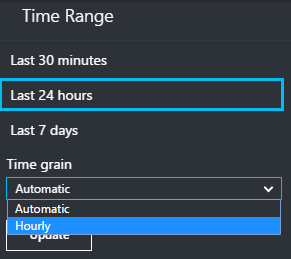 Time Range
Last 30 minutes
Last 24 hours
Last 7 days
Time grain
Automatic
Automatic
Hourly
Update